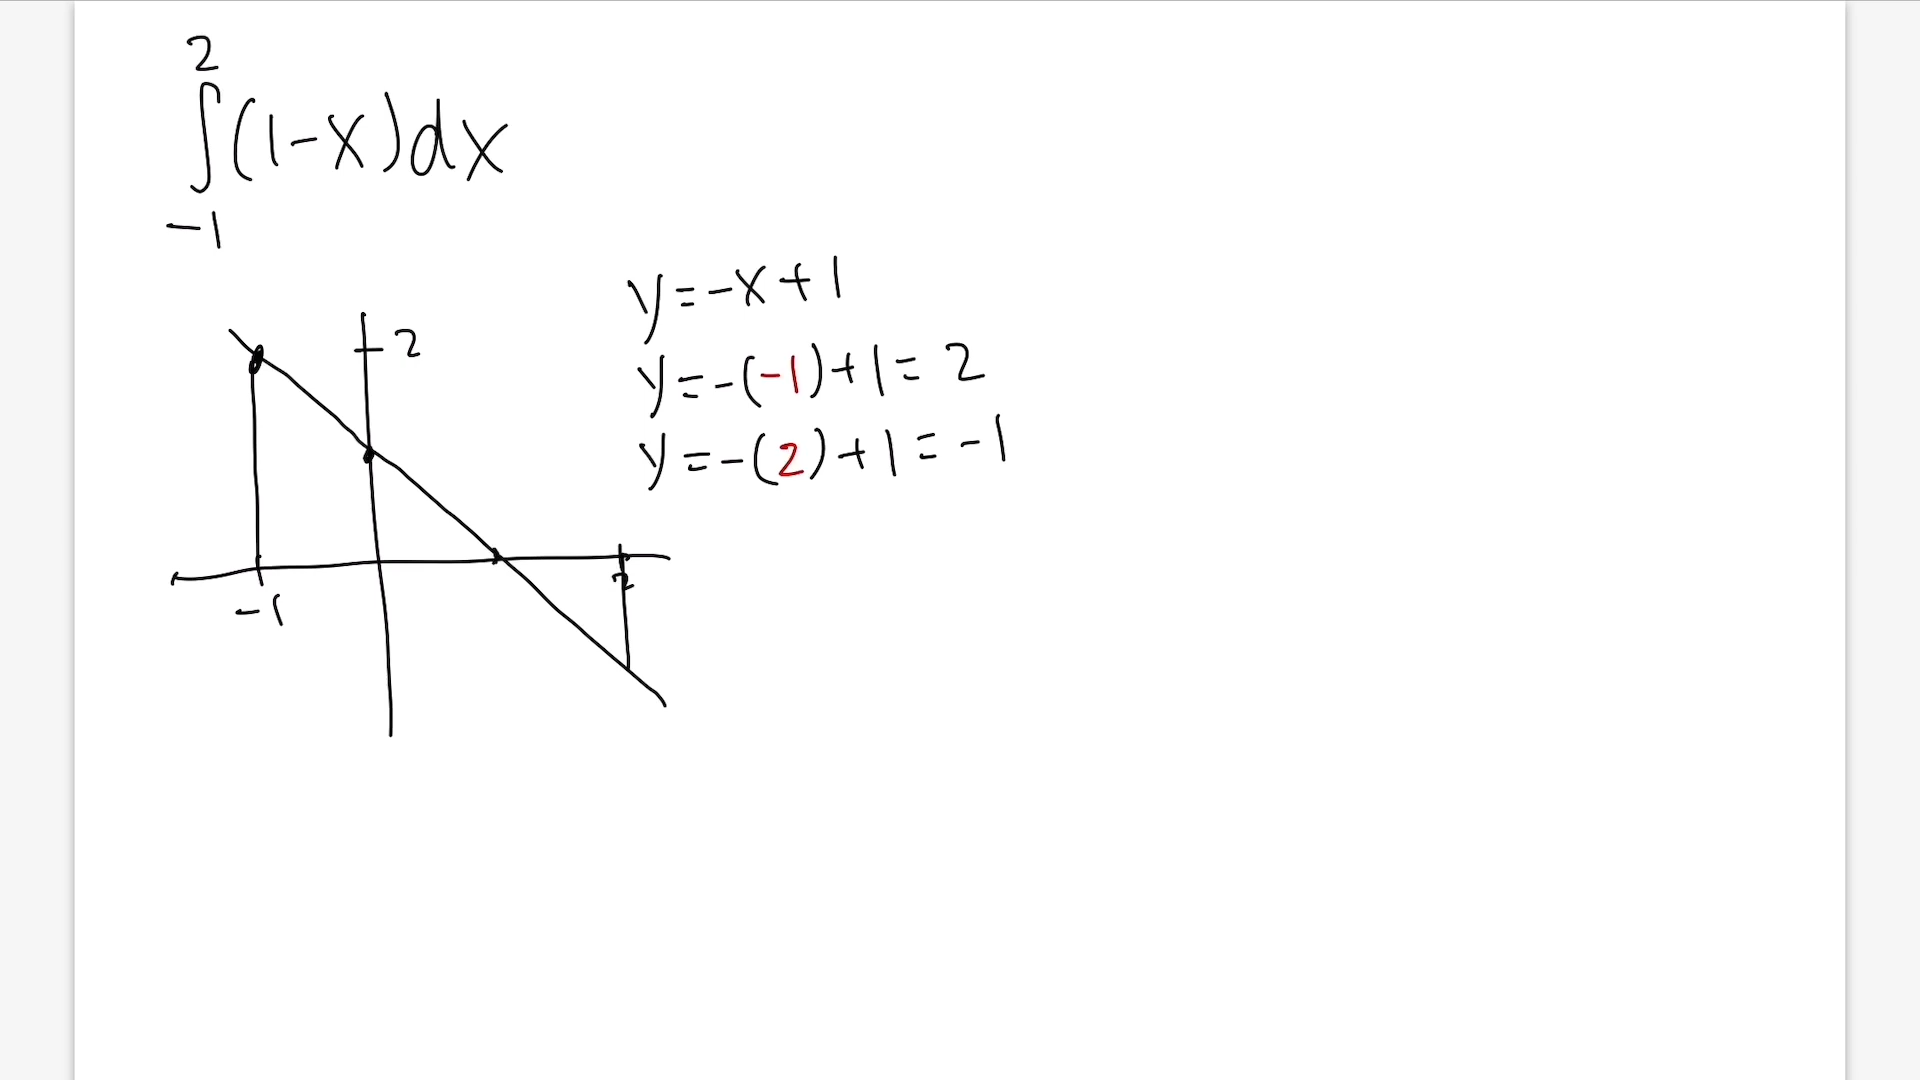 2
∫(1-x)dx
-1
y=-x+1
y=-(-1)+1=2
y=-(2)+1=-1
2
2
-1